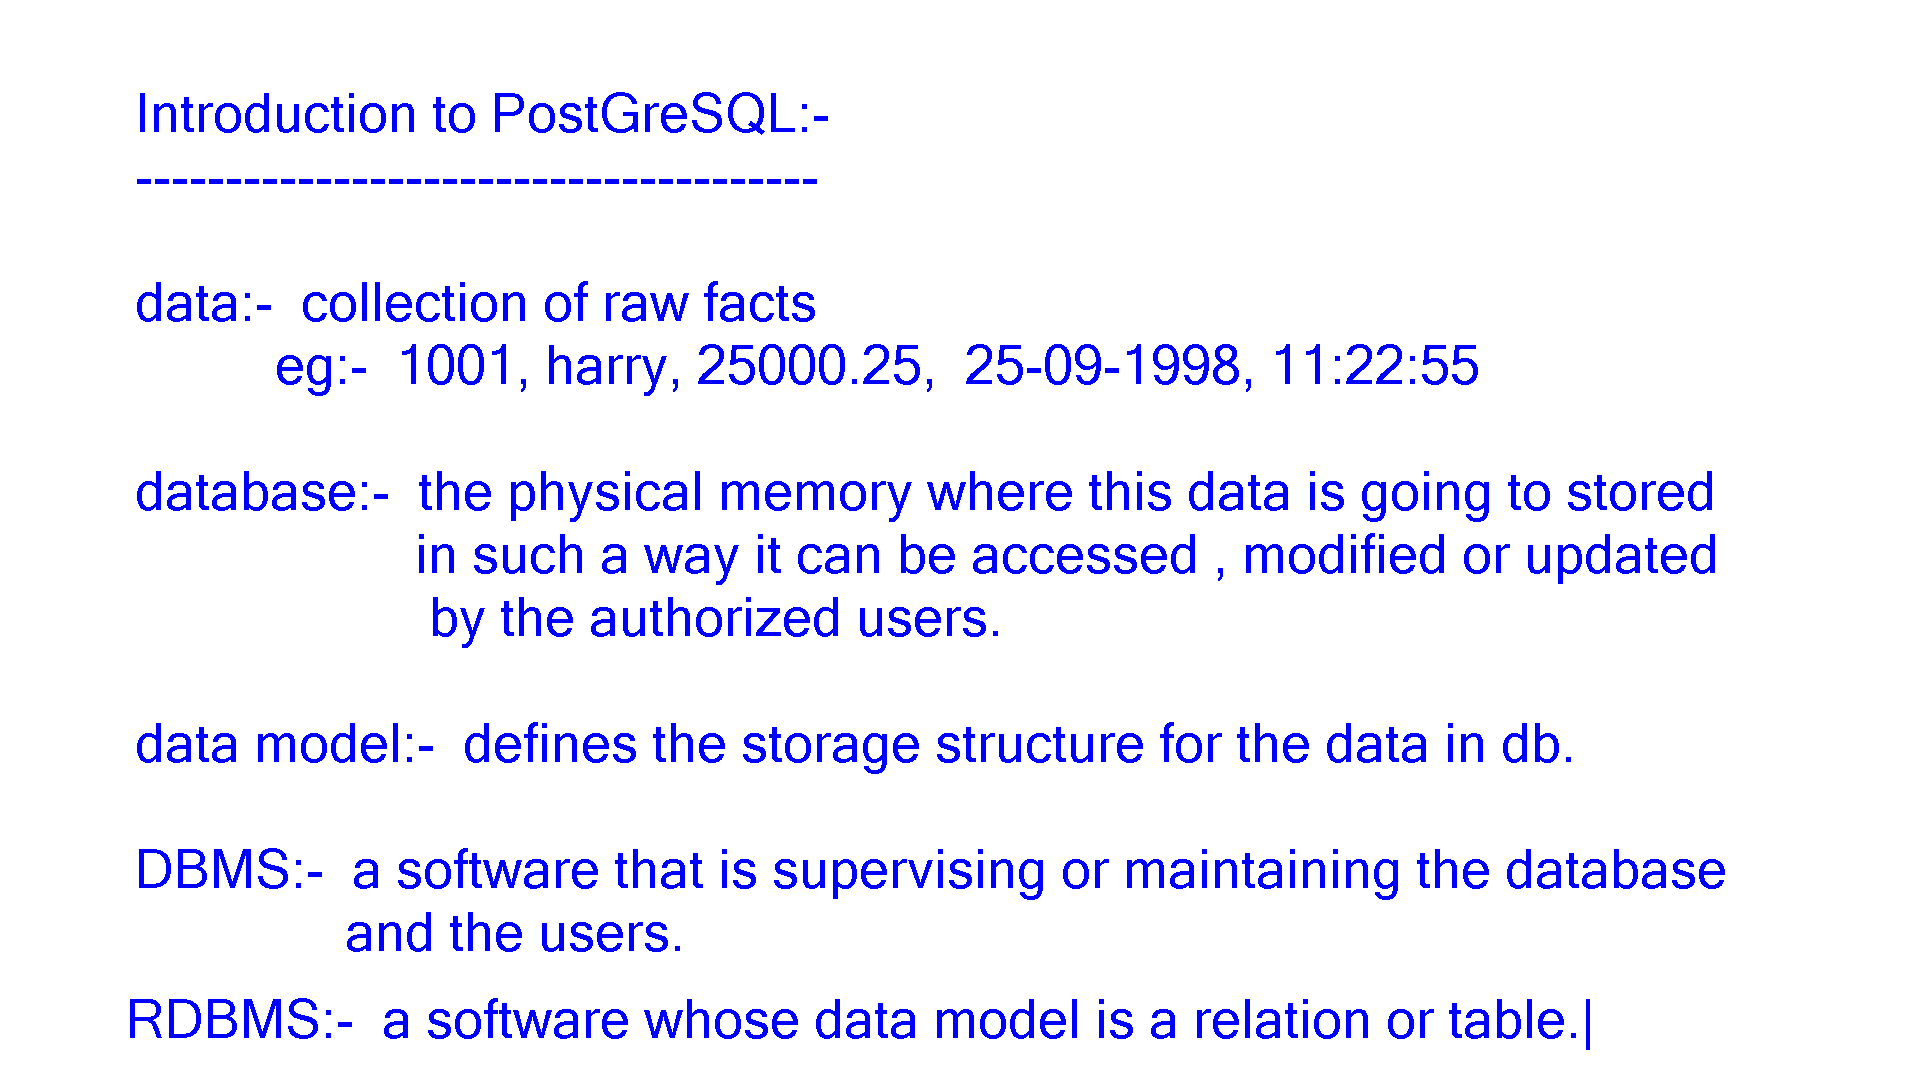 Introduction to PostGreSQL:-
--------------------------------------
data:-  collection of raw facts
eg:-  1001, harry, 25000.25,  25-09-1998, 11:22:55
database:-  the physical memory where this data is going to stored
in such a way it can be accessed , modified or updated
by the authorized users.
data model:-  defines the storage structure for the data in db.
DBMS:-  a software that is supervising or maintaining the database
and the users.
RDBMS:-  a software whose data model is a relation or table.